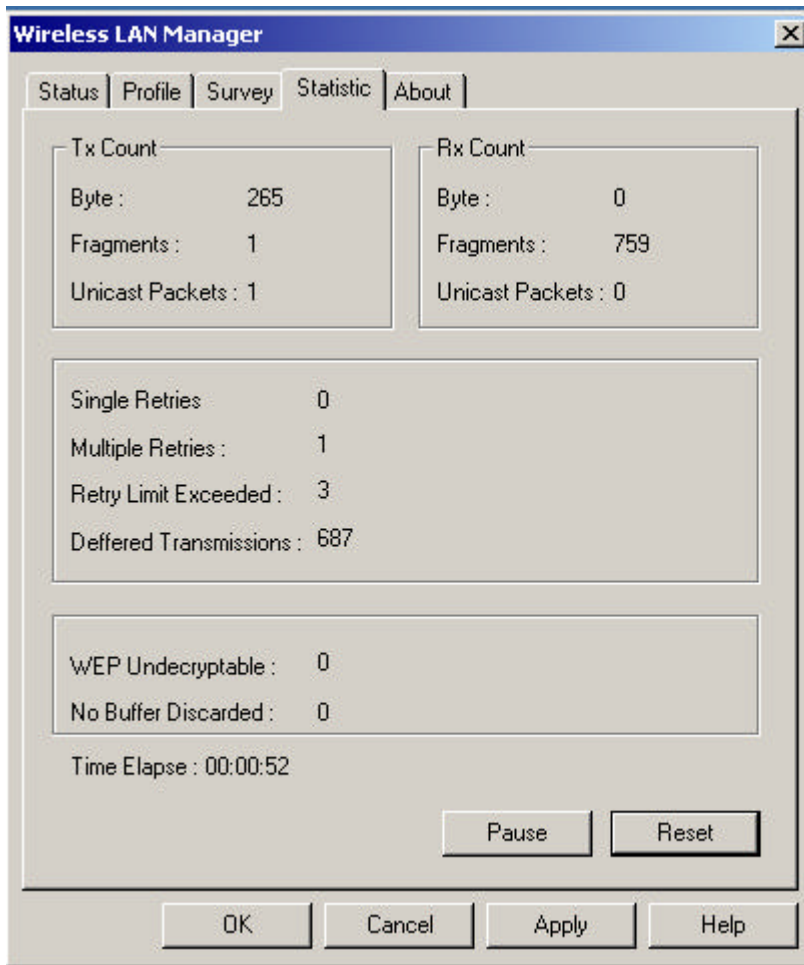 Wireless LAN Manager
Status Profile Survey Statistic About
Tx Count
Byte : 265
Fragments : 1
Unicast Packets : 1
Rx Count
Byte : 0
Fragments : 759
Unicast Packets : 0
Single Retries 0
Multiple Retries : 1
Retry Limit Exceeded : 3
Deffered Transmissions : 687
WEP Undecryptable : 0
No Buffer Discarded : 0
Time Elapse : 00:00:52
Pause Reset
OK Cancel Apply Help